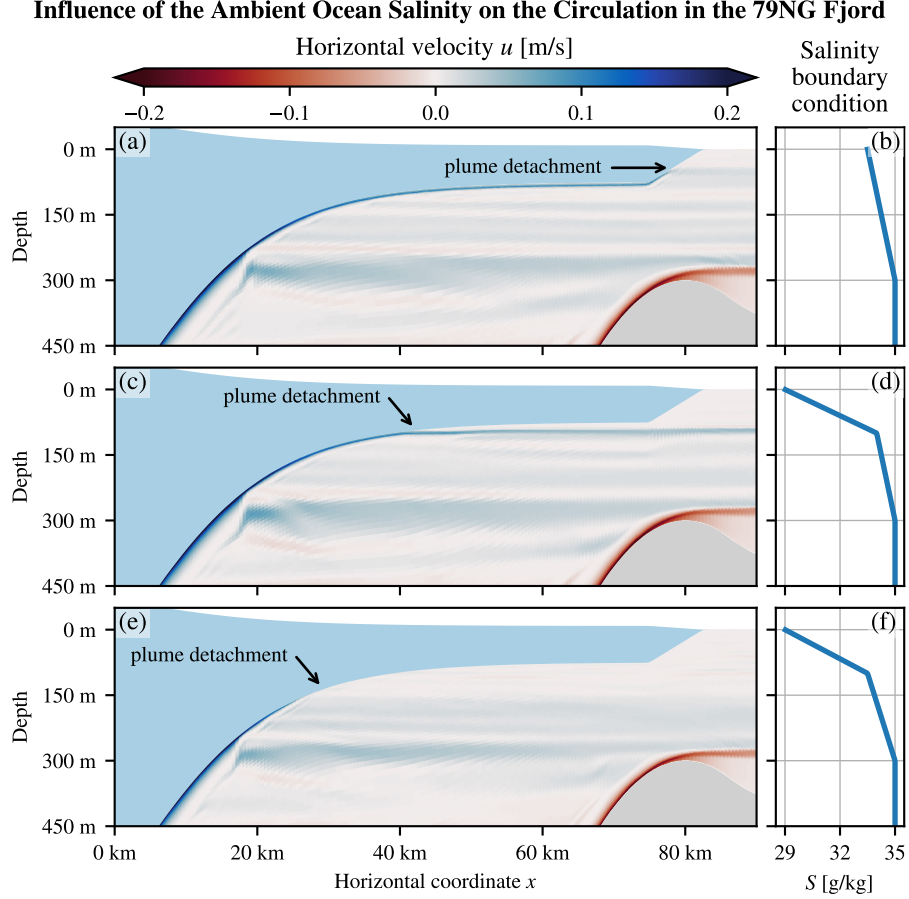 Influence of the Ambient Ocean Salinity on the Circulation in the 79NG Fjord
Horizontal velocity u [m/s]
−0.2 −0.1 0.0 0.1 0.2
Salinity
boundary
condition
(a)
plume detachment
0 m
150 m
300 m
450 m
Depth
(b)
(c)
plume detachment
0 m
150 m
300 m
450 m
Depth
(d)
(e)
plume detachment
0 m
150 m
300 m
450 m
Depth
(f)
0 km 20 km 40 km 60 km 80 km
Horizontal coordinate x
29 32 35
S [g/kg]